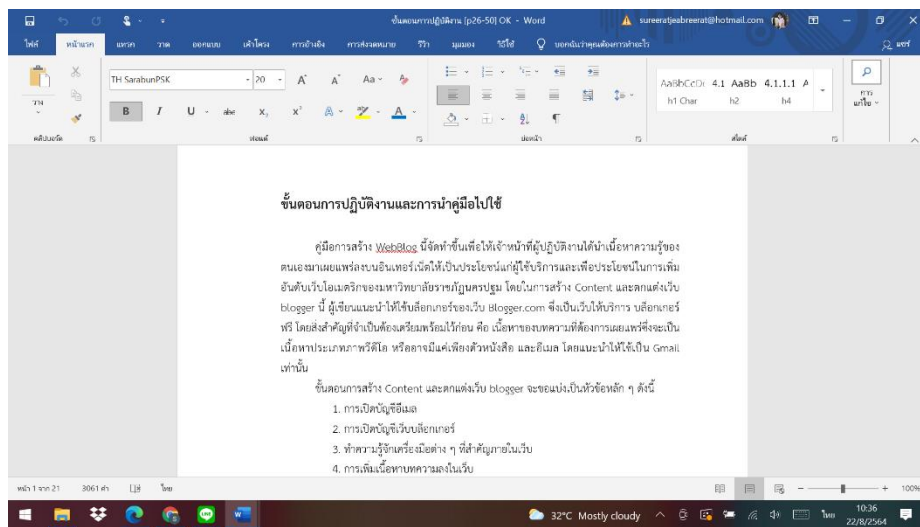 ขั้นตอนการปฏิบัติงาน [p26-50] OK - Word
sureeratjeabreerat@hotmail.com
ไฟล์ หน้าแรก แทรก วาด ออกแบบ เค้าโครง การอ้างอิง การส่งจดหมาย รีวิว มุมมอง วิธีใช้ บอกฉันว่าคุณต้องการทำอะไร แชร์
TH SarabunPSK 20 A A Aa
วาง B I U abc X₂ X² A A
AaBbCcDc 4.1 AaBb 4.1.1.1 A
h1 Char h2 h4
การแก้ไข
คลิปบอร์ด ฟอนต์ ย่อหน้า สไตล์
ขั้นตอนการปฏิบัติงานและการนำคู่มือไปใช้
คู่มือการสร้าง WebBlog นี้จัดทำขึ้นเพื่อให้เจ้าหน้าที่ผู้ปฏิบัติงานได้นำเนื้อหาความรู้ของ
ตนเองมาเผยแพร่ลงบนอินเทอร์เน็ตให้เป็นประโยชน์แก่ผู้ใช้บริการและเพื่อประโยชน์ในการเพิ่ม
อันดับเว็บโอเมตริกของมหาวิทยาลัยราชภัฏนครปฐม โดยในการสร้าง Content และตกแต่งเว็บ
blogger นี้ ผู้เขียนแนะนำให้ใช้บล็อกเกอร์ของเว็บ Blogger.com ซึ่งเป็นเว็บให้บริการ บล็อกเกอร์
ฟรี โดยสิ่งสำคัญที่จำเป็นต้องเตรียมพร้อมไว้ก่อน คือ เนื้อหาของบทความที่ต้องการเผยแพร่ซึ่งจะเป็น
เนื้อหาประเภทภาพวีดีโอ หรืออาจมีแค่เพียงตัวหนังสือ และอีเมล โดยแนะนำให้ใช้เป็น Gmail
เท่านั้น
ขั้นตอนการสร้าง Content และตกแต่งเว็บ blogger จะขอแบ่งเป็นหัวข้อหลัก ๆ ดังนี้
1. การเปิดบัญชีอีเมล
2. การเปิดบัญชีเว็บบล็อกเกอร์
3. ทำความรู้จักเครื่องมือต่าง ๆ ที่สำคัญภายในเว็บ
4. การเพิ่มเนื้อหาบทความลงในเว็บ
หน้า 1 จาก 21 3061 คำ ไทย 100%
32°C Mostly cloudy ไทย 10:36
22/8/2564